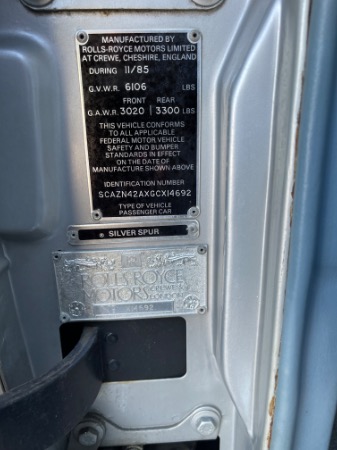 MANUFACTURED BY
ROLLS-ROYCE MOTORS LIMITED
AT CREWE, CHESHIRE, ENGLAND
DURING 11/85
G.V.W.R. 6106 LBS
FRONT REAR
G.A.W.R. 3020 3300 LBS
THIS VEHICLE CONFORMS
TO ALL APPLICABLE
FEDERAL MOTOR VEHICLE
SAFETY AND BUMPER
STANDARDS IN EFFECT
ON THE DATE OF
MANUFACTURE SHOWN ABOVE
IDENTIFICATION NUMBER
SCAZN42AXGCX14692
TYPE OF VEHICLE
PASSENGER CAR
SILVER SPUR
ROLLS-ROYCE
MOTORS
14692